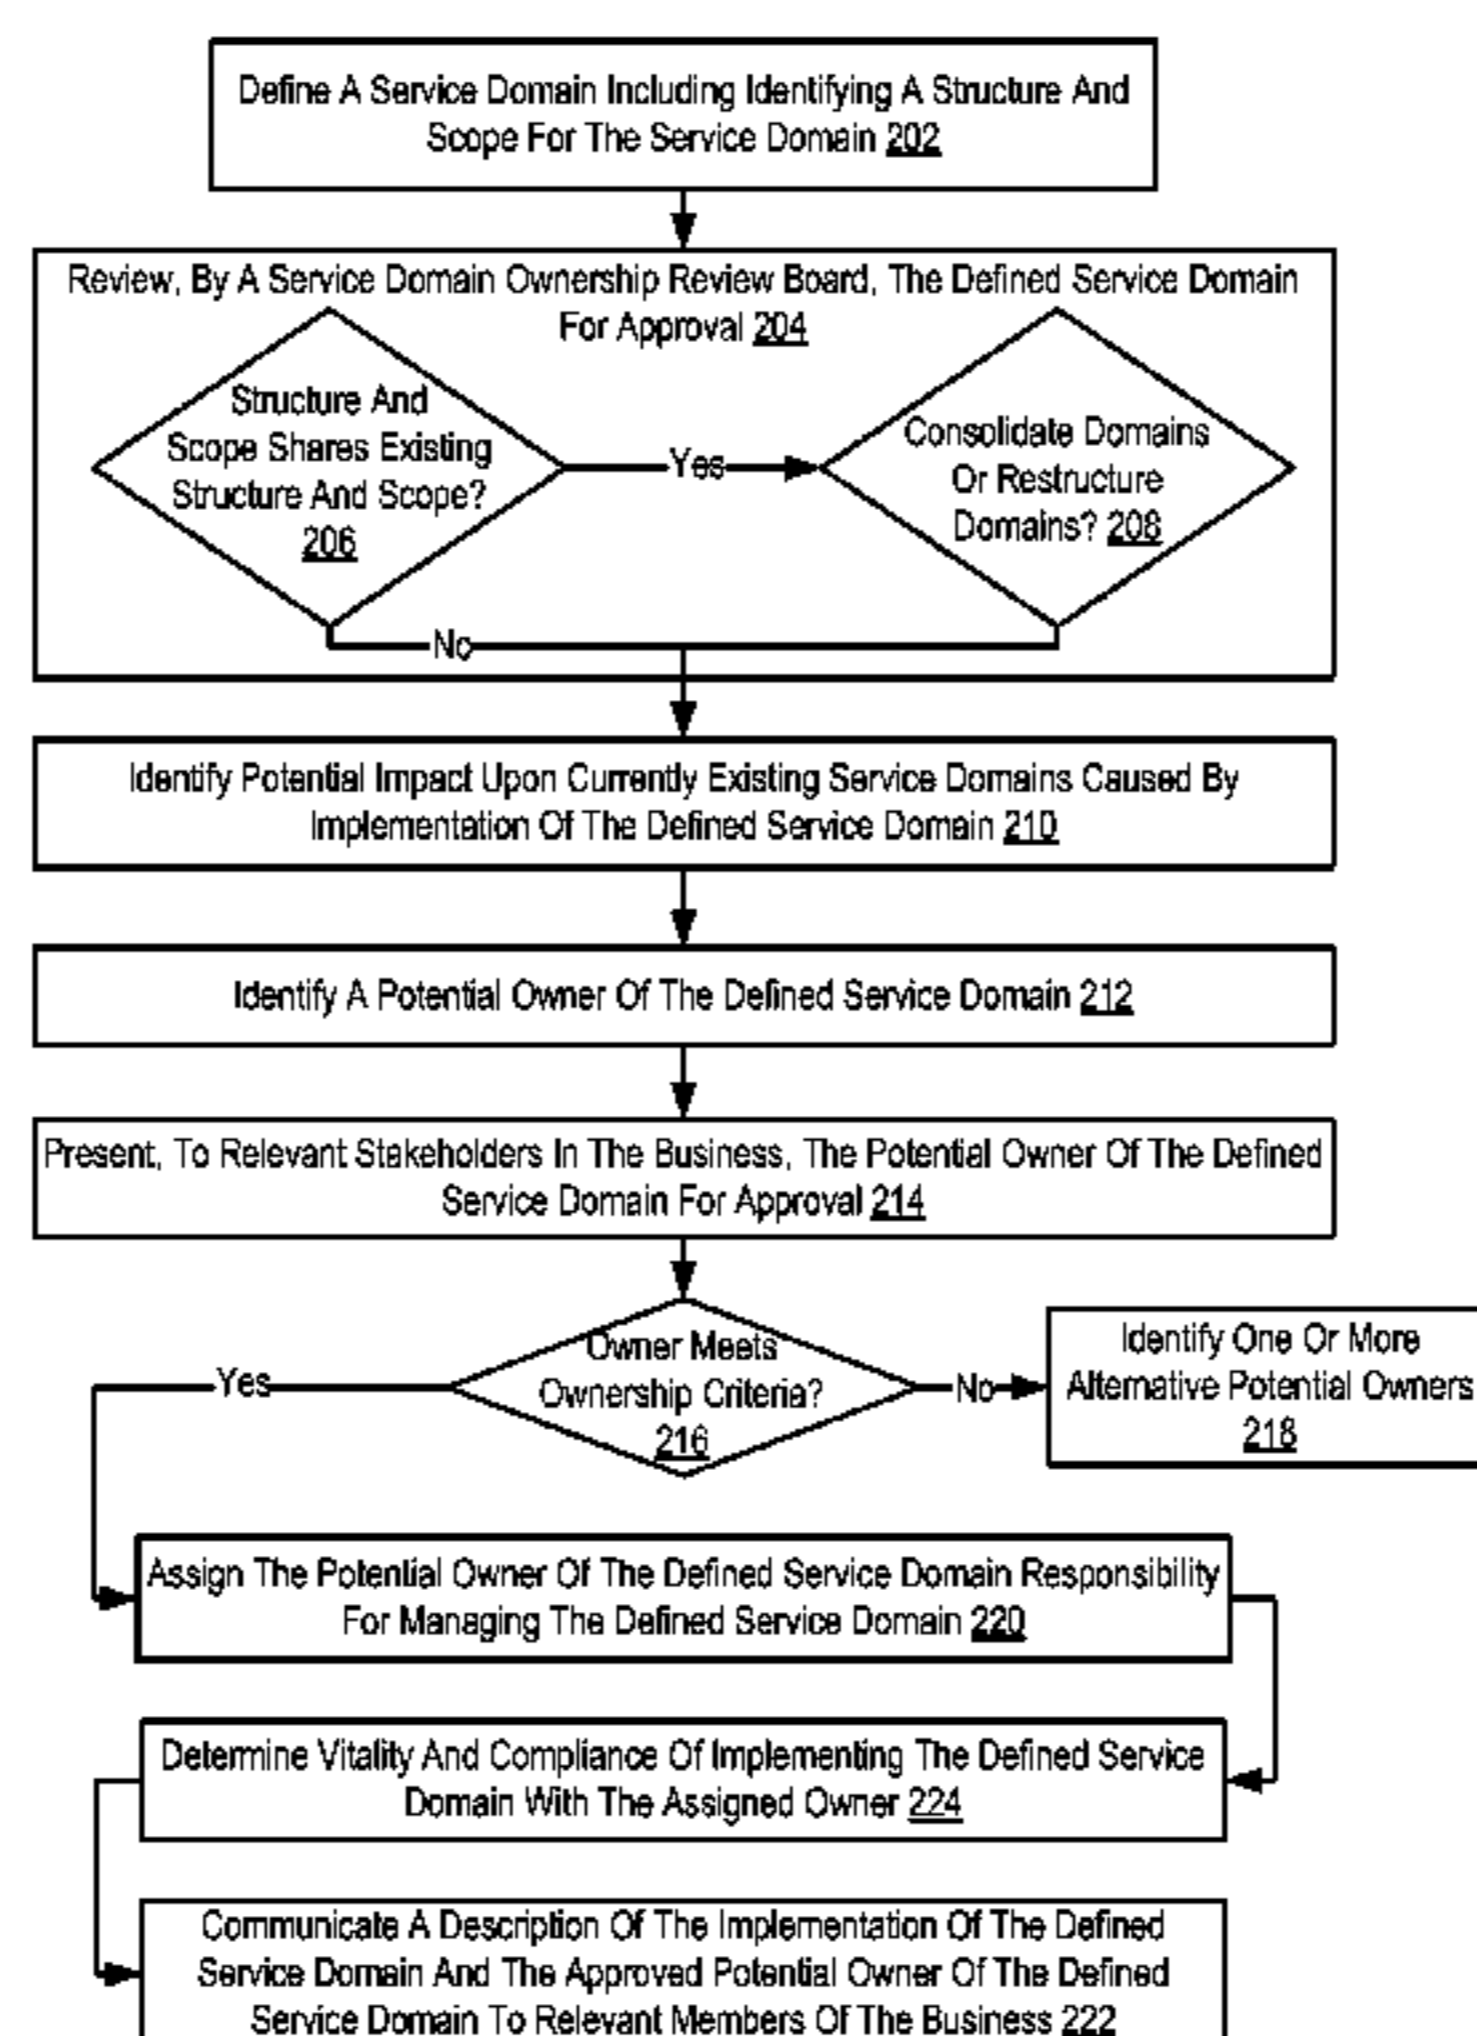 Define A Service Domain Including Identifying A Structure And
Scope For The Service Domain 202
Review, By A Service Domain Ownership Review Board, The Defined Service Domain
For Approval 204
Structure And
Scope Shares Existing
Structure And Scope?
206
Yes
Consolidate Domains
Or Restructure
Domains? 208
No
Identify Potential Impact Upon Currently Existing Service Domains Caused By
Implementation Of The Defined Service Domain 210
Identify A Potential Owner Of The Defined Service Domain 212
Present, To Relevant Stakeholders In The Business, The Potential Owner Of The Defined
Service Domain For Approval 214
Owner Meets
Ownership Criteria?
216
Yes
No
Identify One Or More
Alternative Potential Owners
218
Assign The Potential Owner Of The Defined Service Domain Responsibility
For Managing The Defined Service Domain 220
Determine Vitality And Compliance Of Implementing The Defined Service
Domain With The Assigned Owner 224
Communicate A Description Of The Implementation Of The Defined
Service Domain And The Approved Potential Owner Of The Defined
Service Domain To Relevant Members Of The Business 222